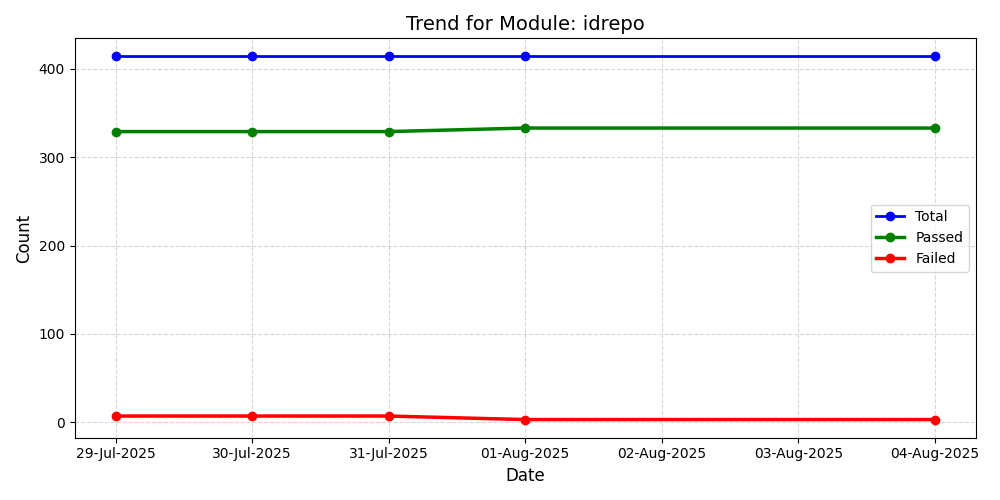 Trend for Module: idrepo
Count
400
300
200
100
0
Total
Passed
Failed
29-Jul-2025 30-Jul-2025 31-Jul-2025 01-Aug-2025 02-Aug-2025 03-Aug-2025 04-Aug-2025
Date